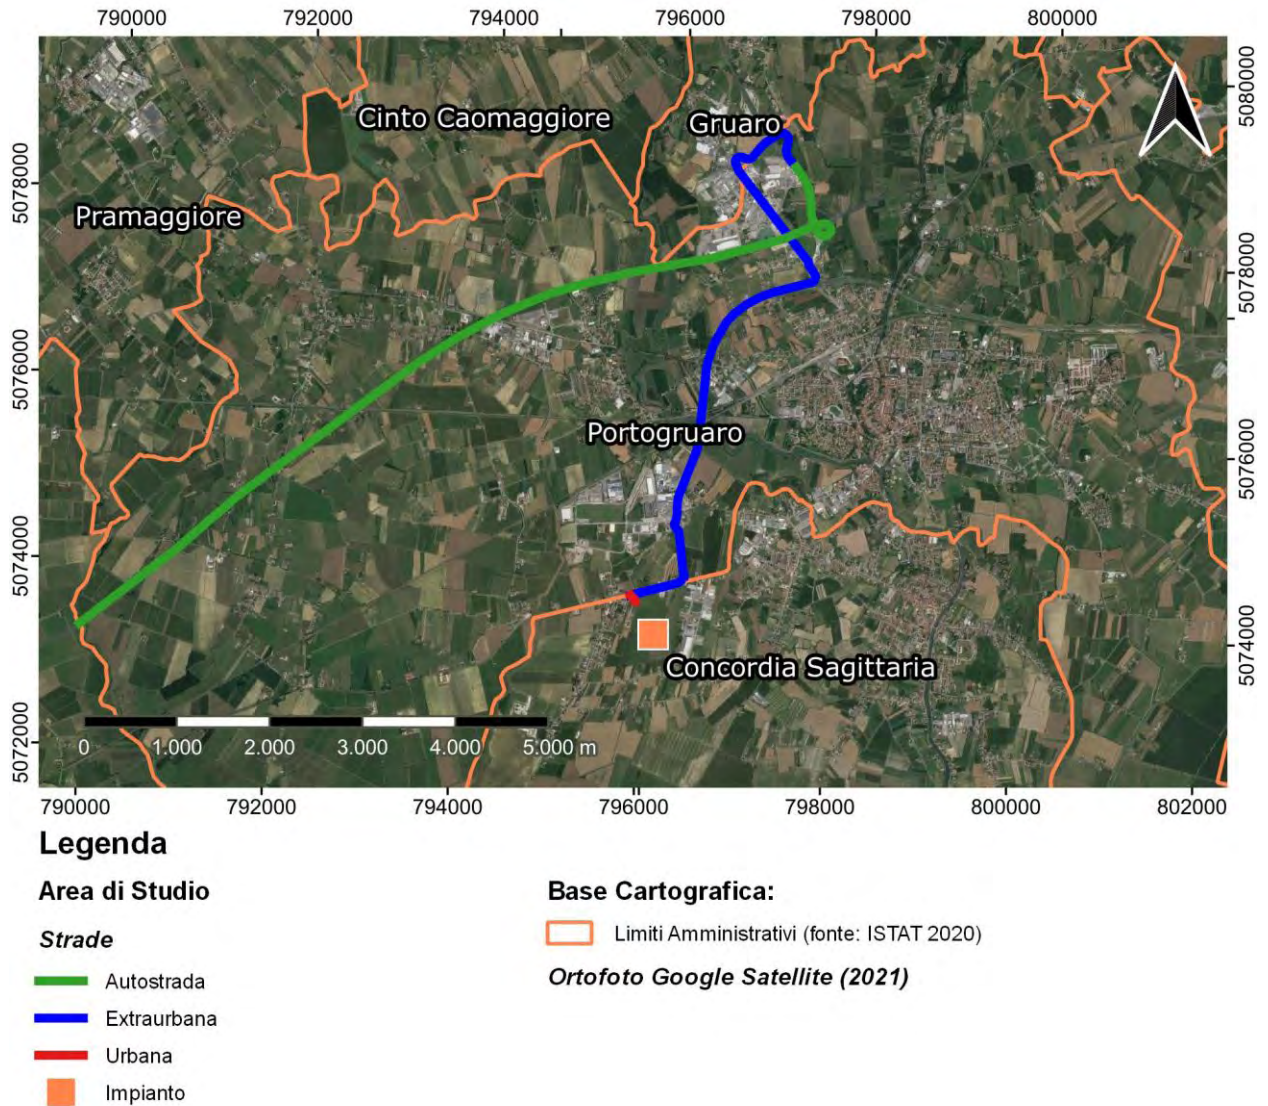 790000 792000 794000 796000 798000 800000
5080000
Cinto Caomaggiore
Gruaro
5078000
Pramaggiore
5078000
5076000
Portogruaro
5076000
5074000
5074000
Concordia Sagittaria
5072000
0 1.000 2.000 3.000 4.000 5.000 m
790000 792000 794000 796000 798000 800000 802000
Legenda
Area di Studio
Base Cartografica:
Strade
Limiti Amministrativi (fonte: ISTAT 2020)
Autostrada
Ortofoto Google Satellite (2021)
Extraurbana
Urbana
Impianto